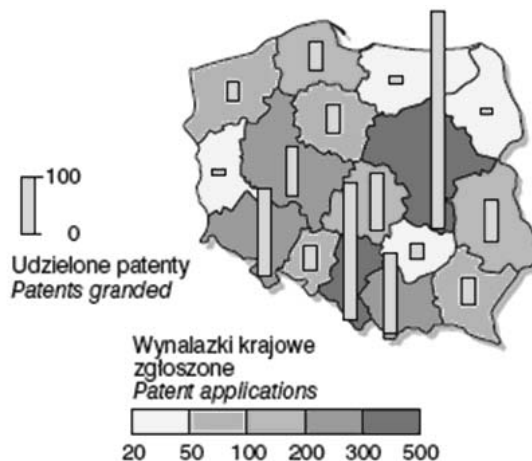 100
0
Udzielone patenty
Patents granded
Wynalazki krajowe
zgłoszone
Patent applications
20 50 100 200 300 500